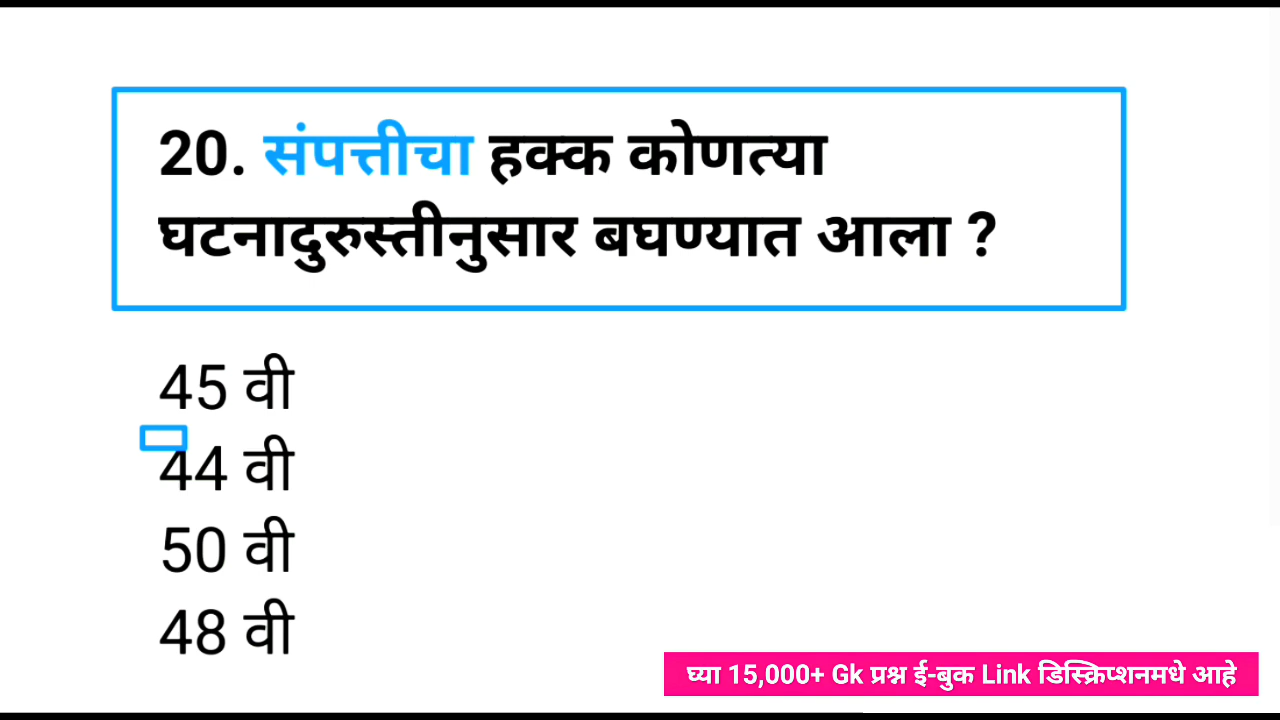 20. संपत्तीचा हक्क कोणत्या
घटनादुरुस्तीनुसार बघण्यात आला ?
45 वी
44 वी
50 वी
48 वी
घ्या 15,000+ Gk प्रश्न ई-बुक Link डिस्क्रिप्शनमधे आहे